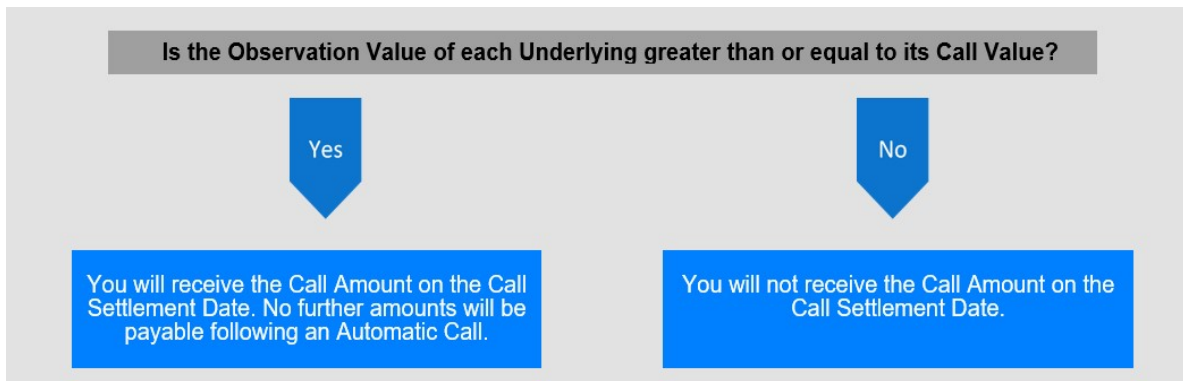 Is the Observation Value of each Underlying greater than or equal to its Call Value?
Yes
No
You will receive the Call Amount on the Call
Settlement Date. No further amounts will be
payable following an Automatic Call.
You will not receive the Call Amount on the
Call Settlement Date.